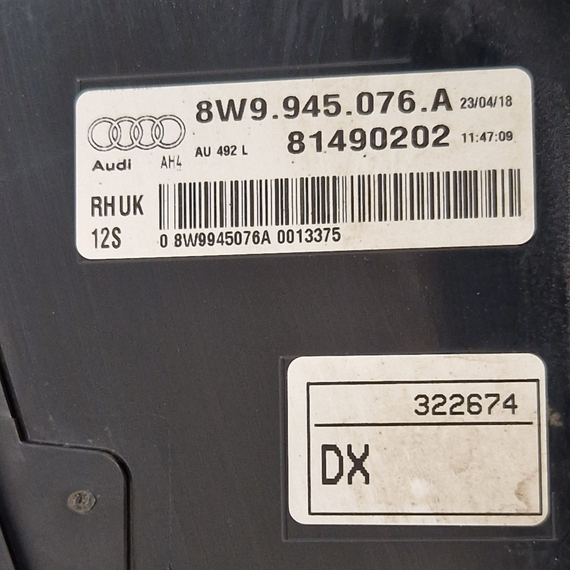 8W9.945.076.A 23/04/18
Audi AH4 AU 492 L 81490202 11:47:09
RH UK
12S
0 8W9945076A 0013375
322674
DX